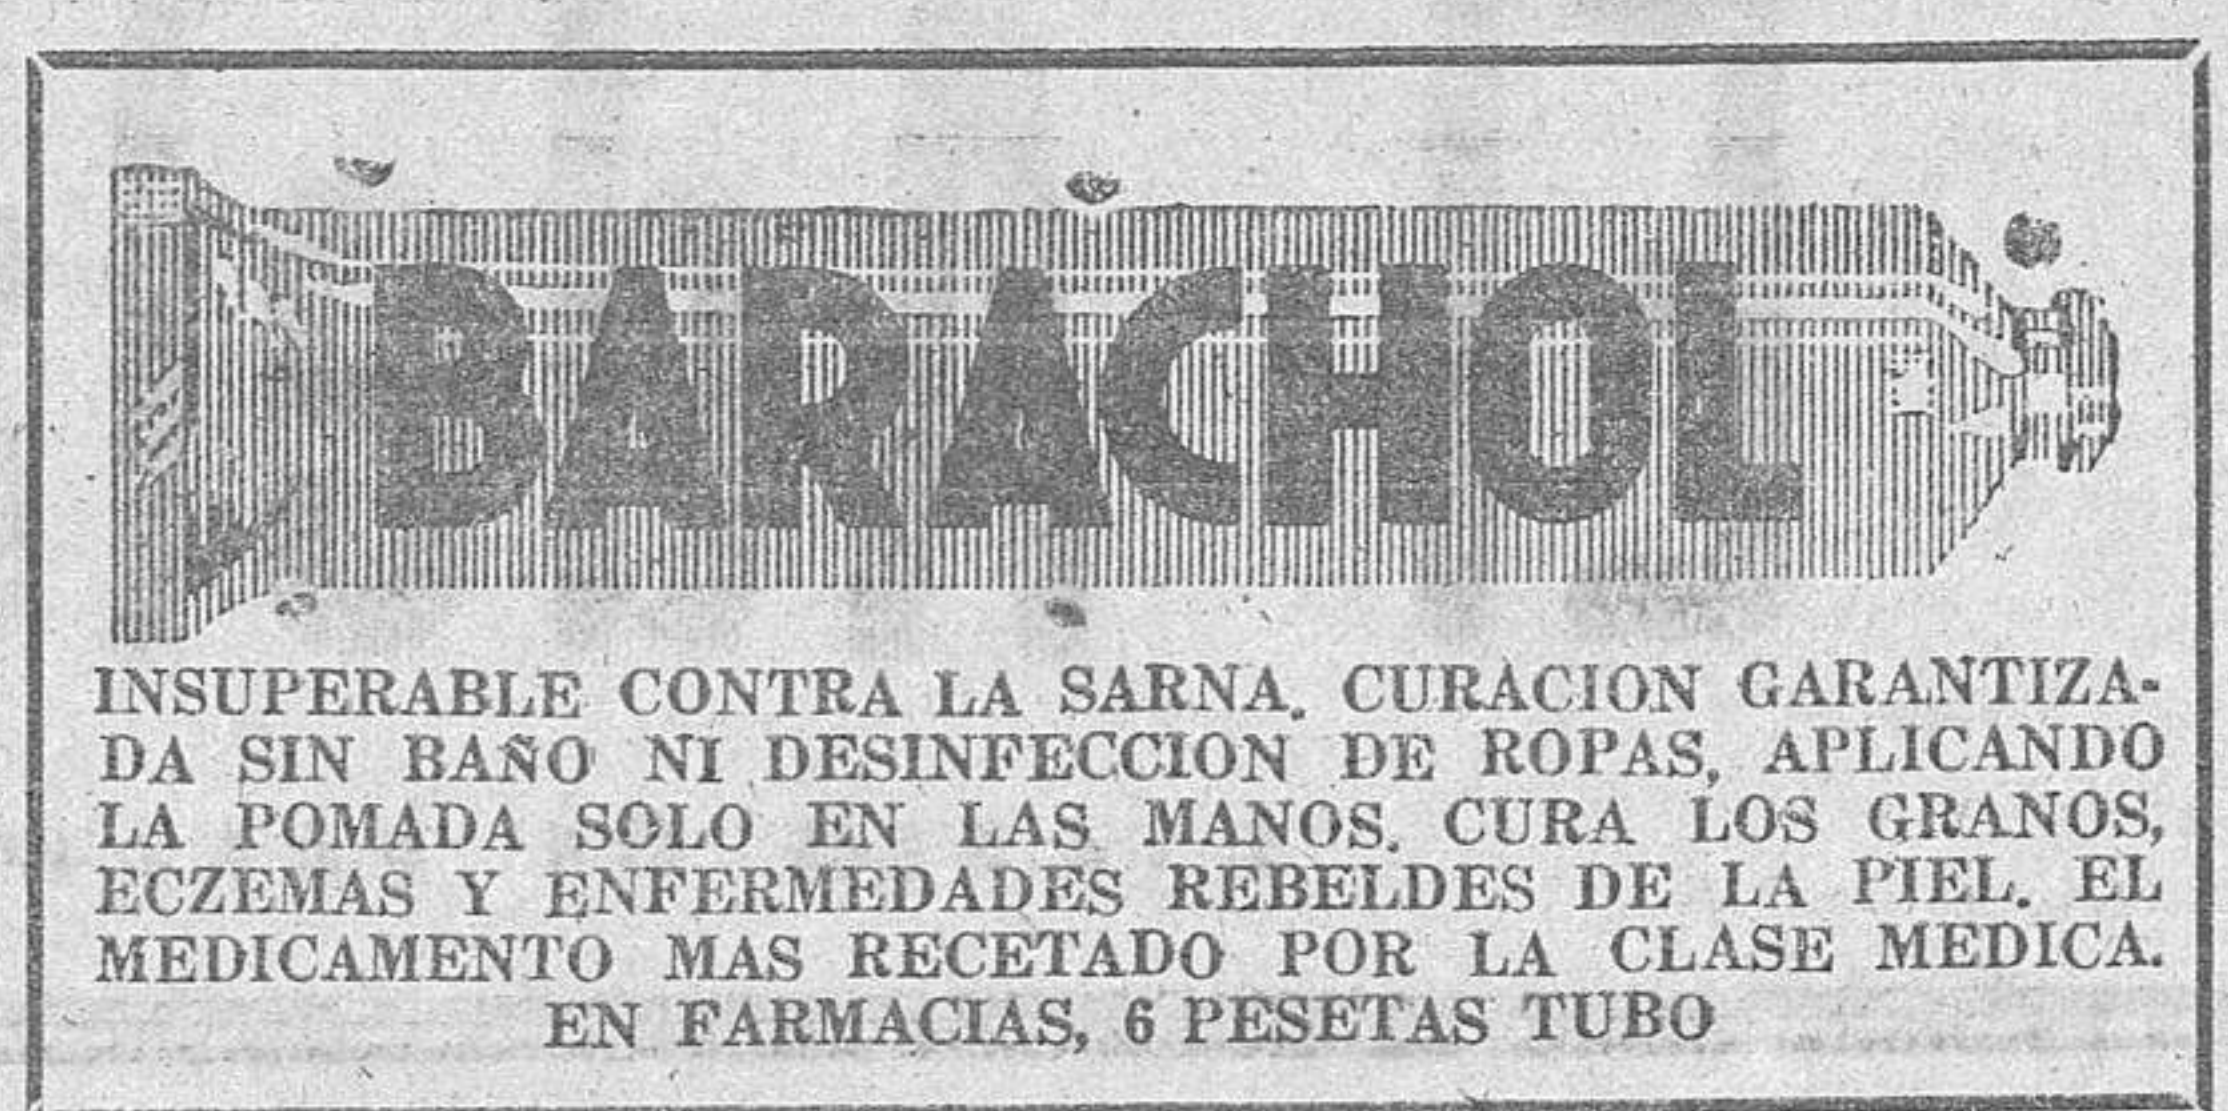 BARACHOL
INSUPERABLE CONTRA LA SARNA. CURACION GARANTIZA-
DA SIN BAÑO NI DESINFECCION DE ROPAS, APLICANDO
LA POMADA SOLO EN LAS MANOS. CURA LOS GRANOS,
ECZEMAS Y ENFERMEDADES REBELDES DE LA PIEL. EL
MEDICAMENTO MAS RECETADO POR LA CLASE MEDICA.
EN FARMACIAS, 6 PESETAS TUBO